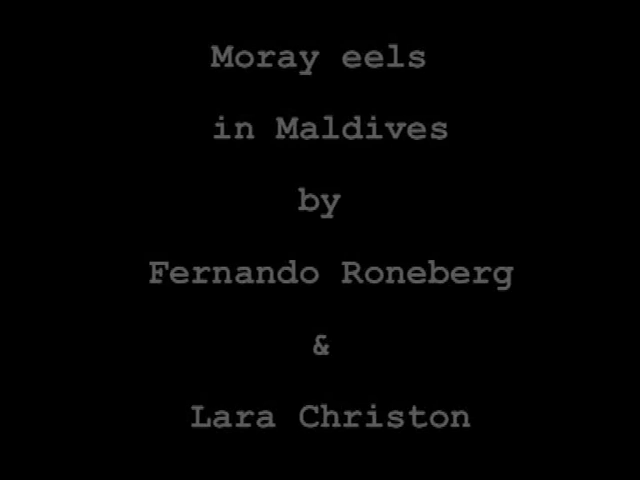 Moray eels
in Maldives
by
Fernando Roneberg
&
Lara Christon